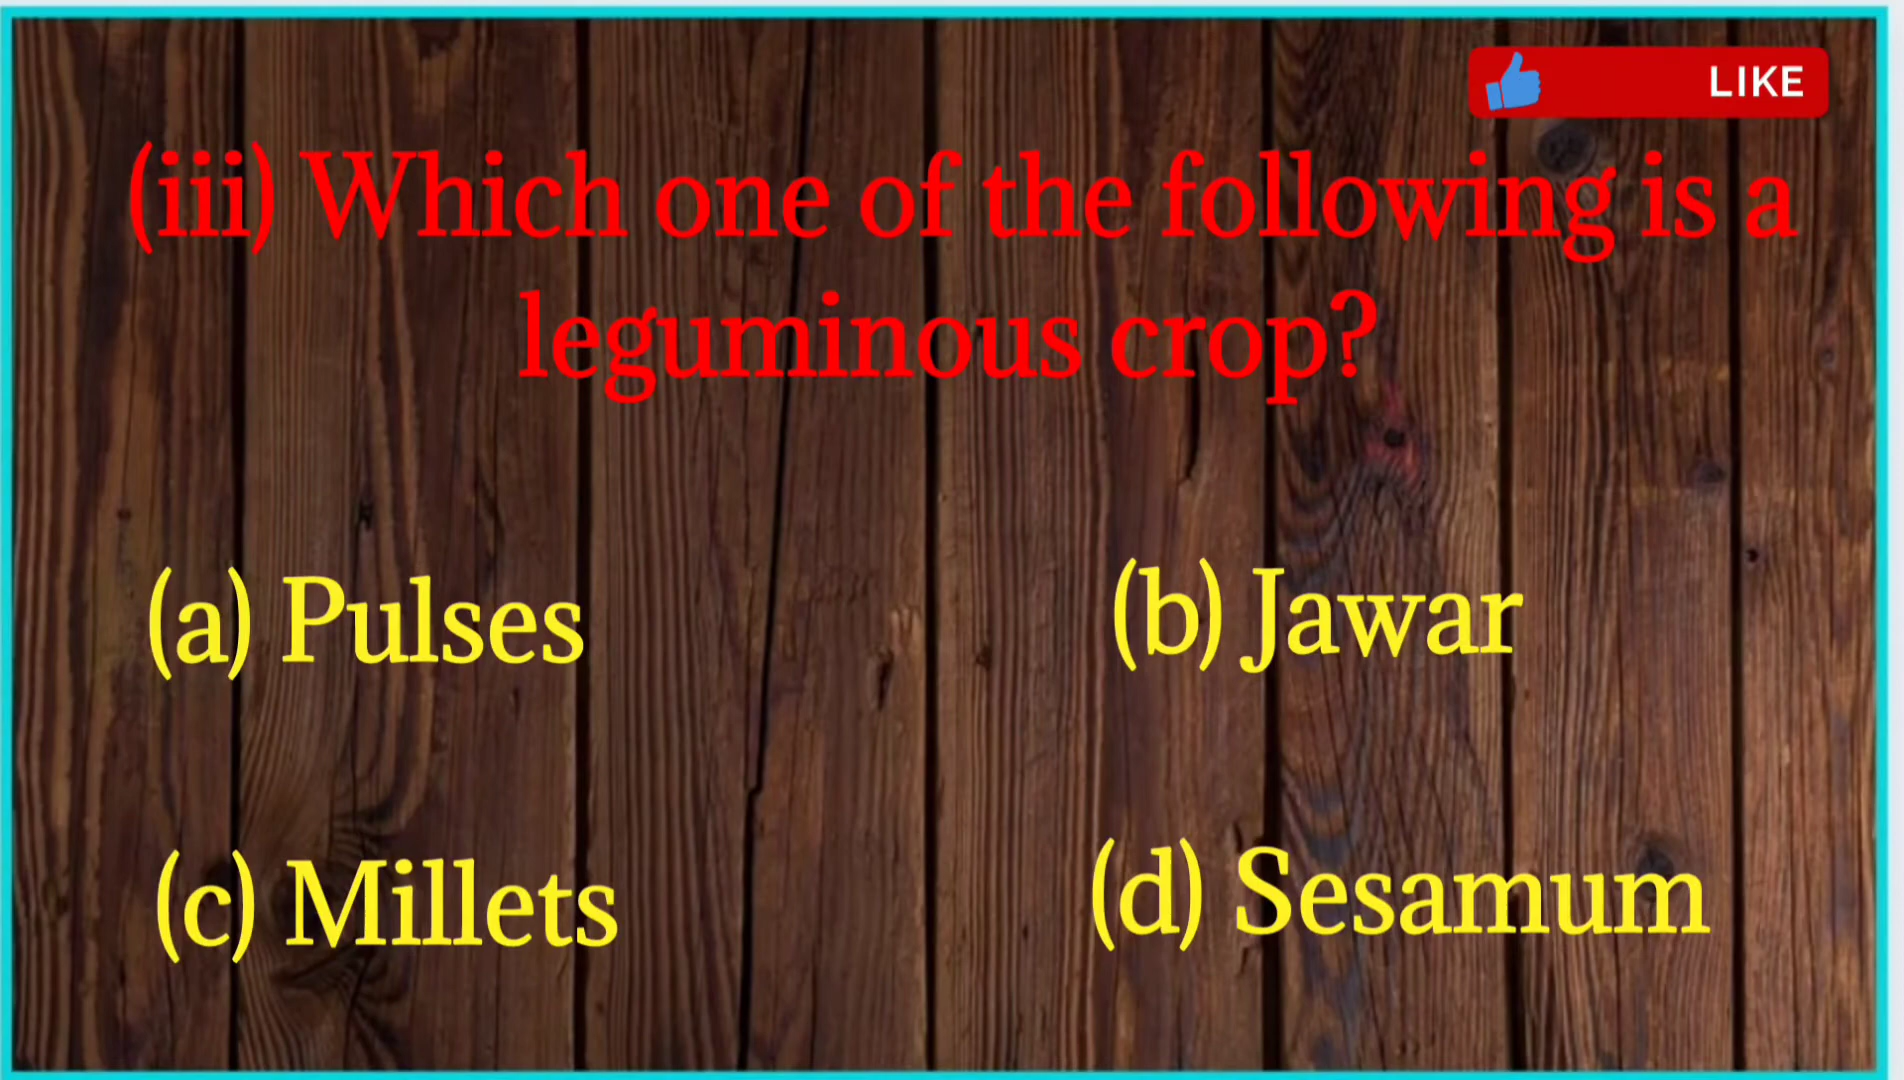 LIKE
(iii) Which one of the following is a
leguminous crop?
(a) Pulses
(b) Jawar
(c) Millets
(d) Sesamum